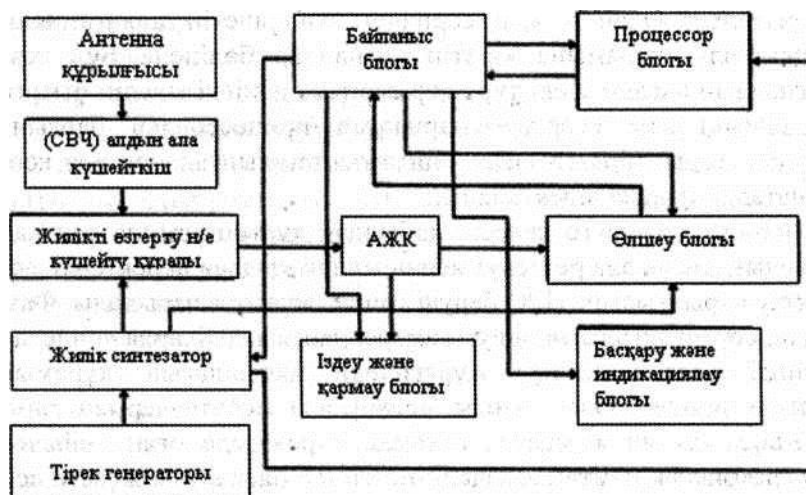 Антенна
құрылғысы
Байланыс
блогы
Процессор
блогы
(СВЧ) алдын ала
күшейткіш
Жиілікті өзгерту н/е
күшейту құралы
АЖК
Өлшеу блогы
Жиілік синтезатор
Іздеу және
қармау блогы
Басқару және
индикациялау
блогы
Тірек генераторы